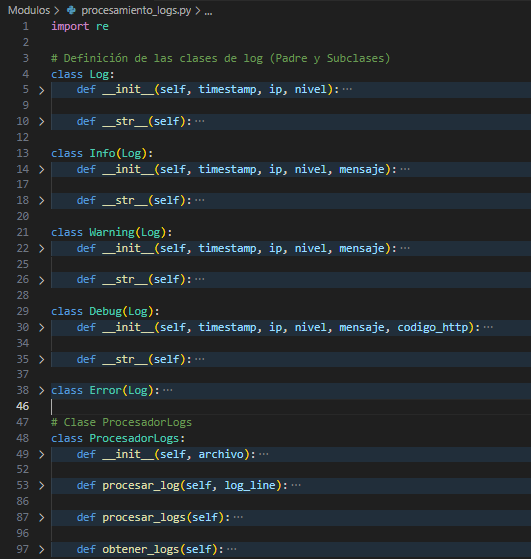 Modulos > procesamiento_logs.py > ...
1 import re
2
3 # Definición de las clases de log (Padre y Subclases)
4 class Log:
5 > def __init__(self, timestamp, ip, nivel): ···
9
10 > def __str__(self): ···
12
13 class Info(Log):
14 > def __init__(self, timestamp, ip, nivel, mensaje): ···
17
18 > def __str__(self): ···
20
21 class Warning(Log):
22 > def __init__(self, timestamp, ip, nivel, mensaje): ···
25
26 > def __str__(self): ···
28
29 class Debug(Log):
30 > def __init__(self, timestamp, ip, nivel, mensaje, codigo_http): ···
34
35 > def __str__(self): ···
37
38 > class Error(Log): ···
46
47 # Clase ProcesadorLogs
48 class ProcesadorLogs:
49 > def __init__(self, archivo): ···
52
53 > def procesar_log(self, log_line): ···
86
87 > def procesar_logs(self): ···
96
97 > def obtener_logs(self): ···